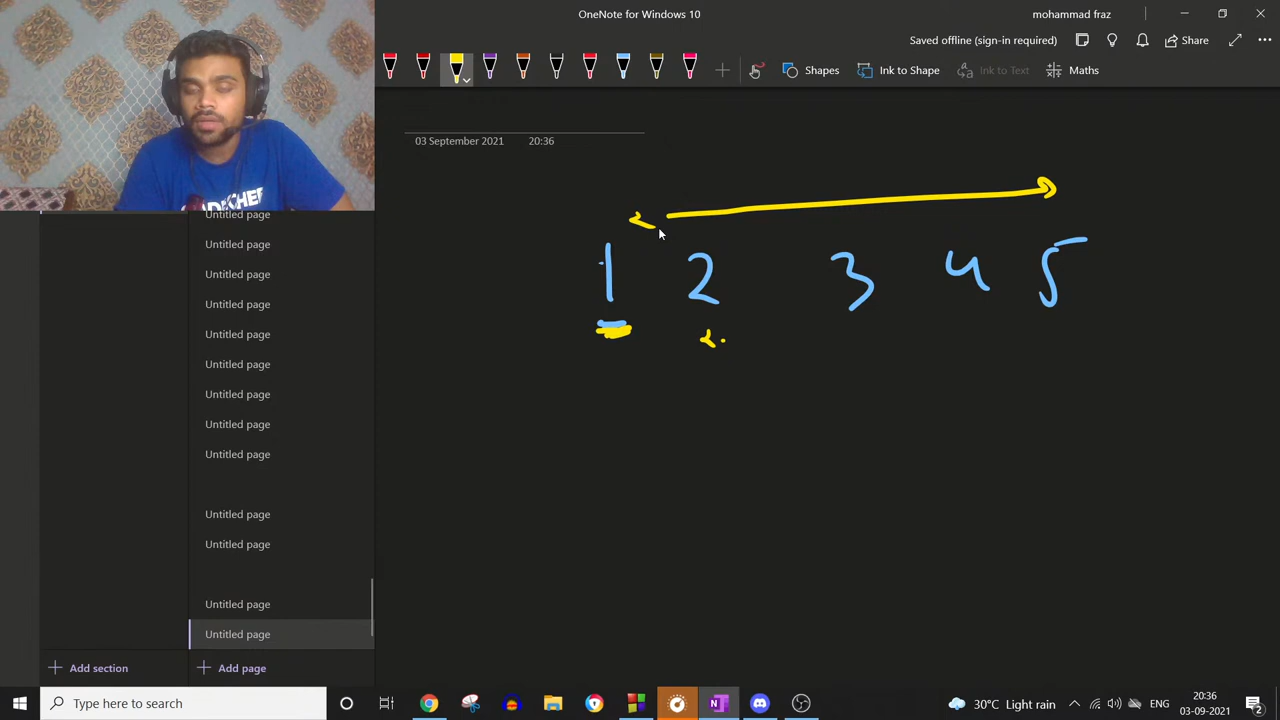 OneNote for Windows 10
mohammad fraz
Saved offline (sign-in required)
Share
Shapes
Ink to Shape
Ink to Text
Maths
03 September 2021 20:36
1 2 3 4 5
Untitled page
Untitled page
Untitled page
Untitled page
Untitled page
Untitled page
Untitled page
Untitled page
Untitled page
Untitled page
Untitled page
Untitled page
Untitled page
Add section
Add page
Type here to search
30°C Light rain
ENG
20:36
03-09-2021
2